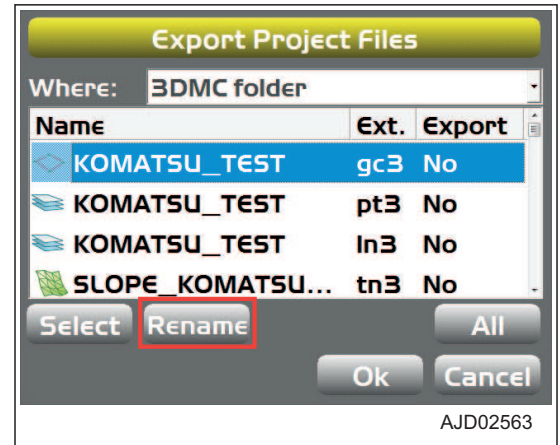 Export Project Files
Where: 3DMC folder
Name Ext. Export
KOMATSU_TEST gc3 No
KOMATSU_TEST pt3 No
KOMATSU_TEST ln3 No
SLOPE_KOMATSU... tn3 No
Select Rename All
Ok Cancel
AJD02563